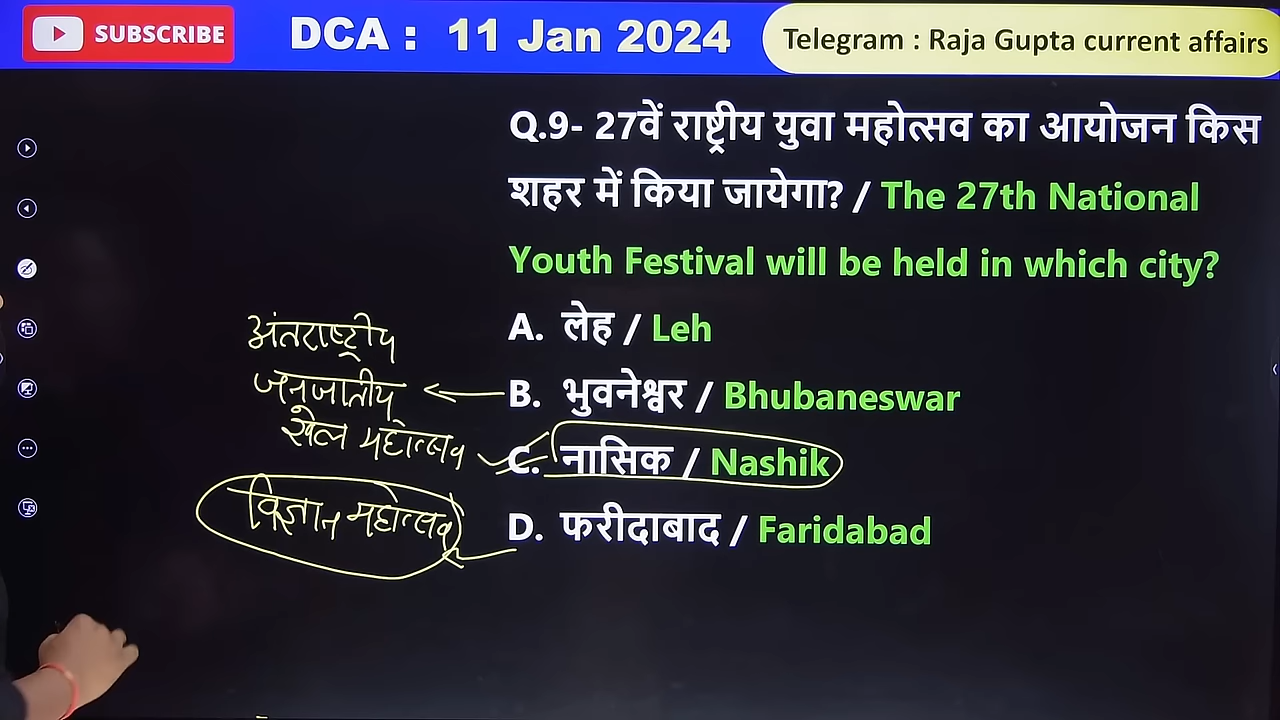 SUBSCRIBE
DCA : 11 Jan 2024
Telegram : Raja Gupta current affairs
Q.9- 27वें राष्ट्रीय युवा महोत्सव का आयोजन किस
शहर में किया जायेगा? / The 27th National
Youth Festival will be held in which city?
A. लेह / Leh
B. भुवनेश्वर / Bhubaneswar
C. नासिक / Nashik
D. फरीदाबाद / Faridabad
अंतराष्ट्रीय
जनजातीय
खेल महोत्सव
विज्ञान महोत्सव